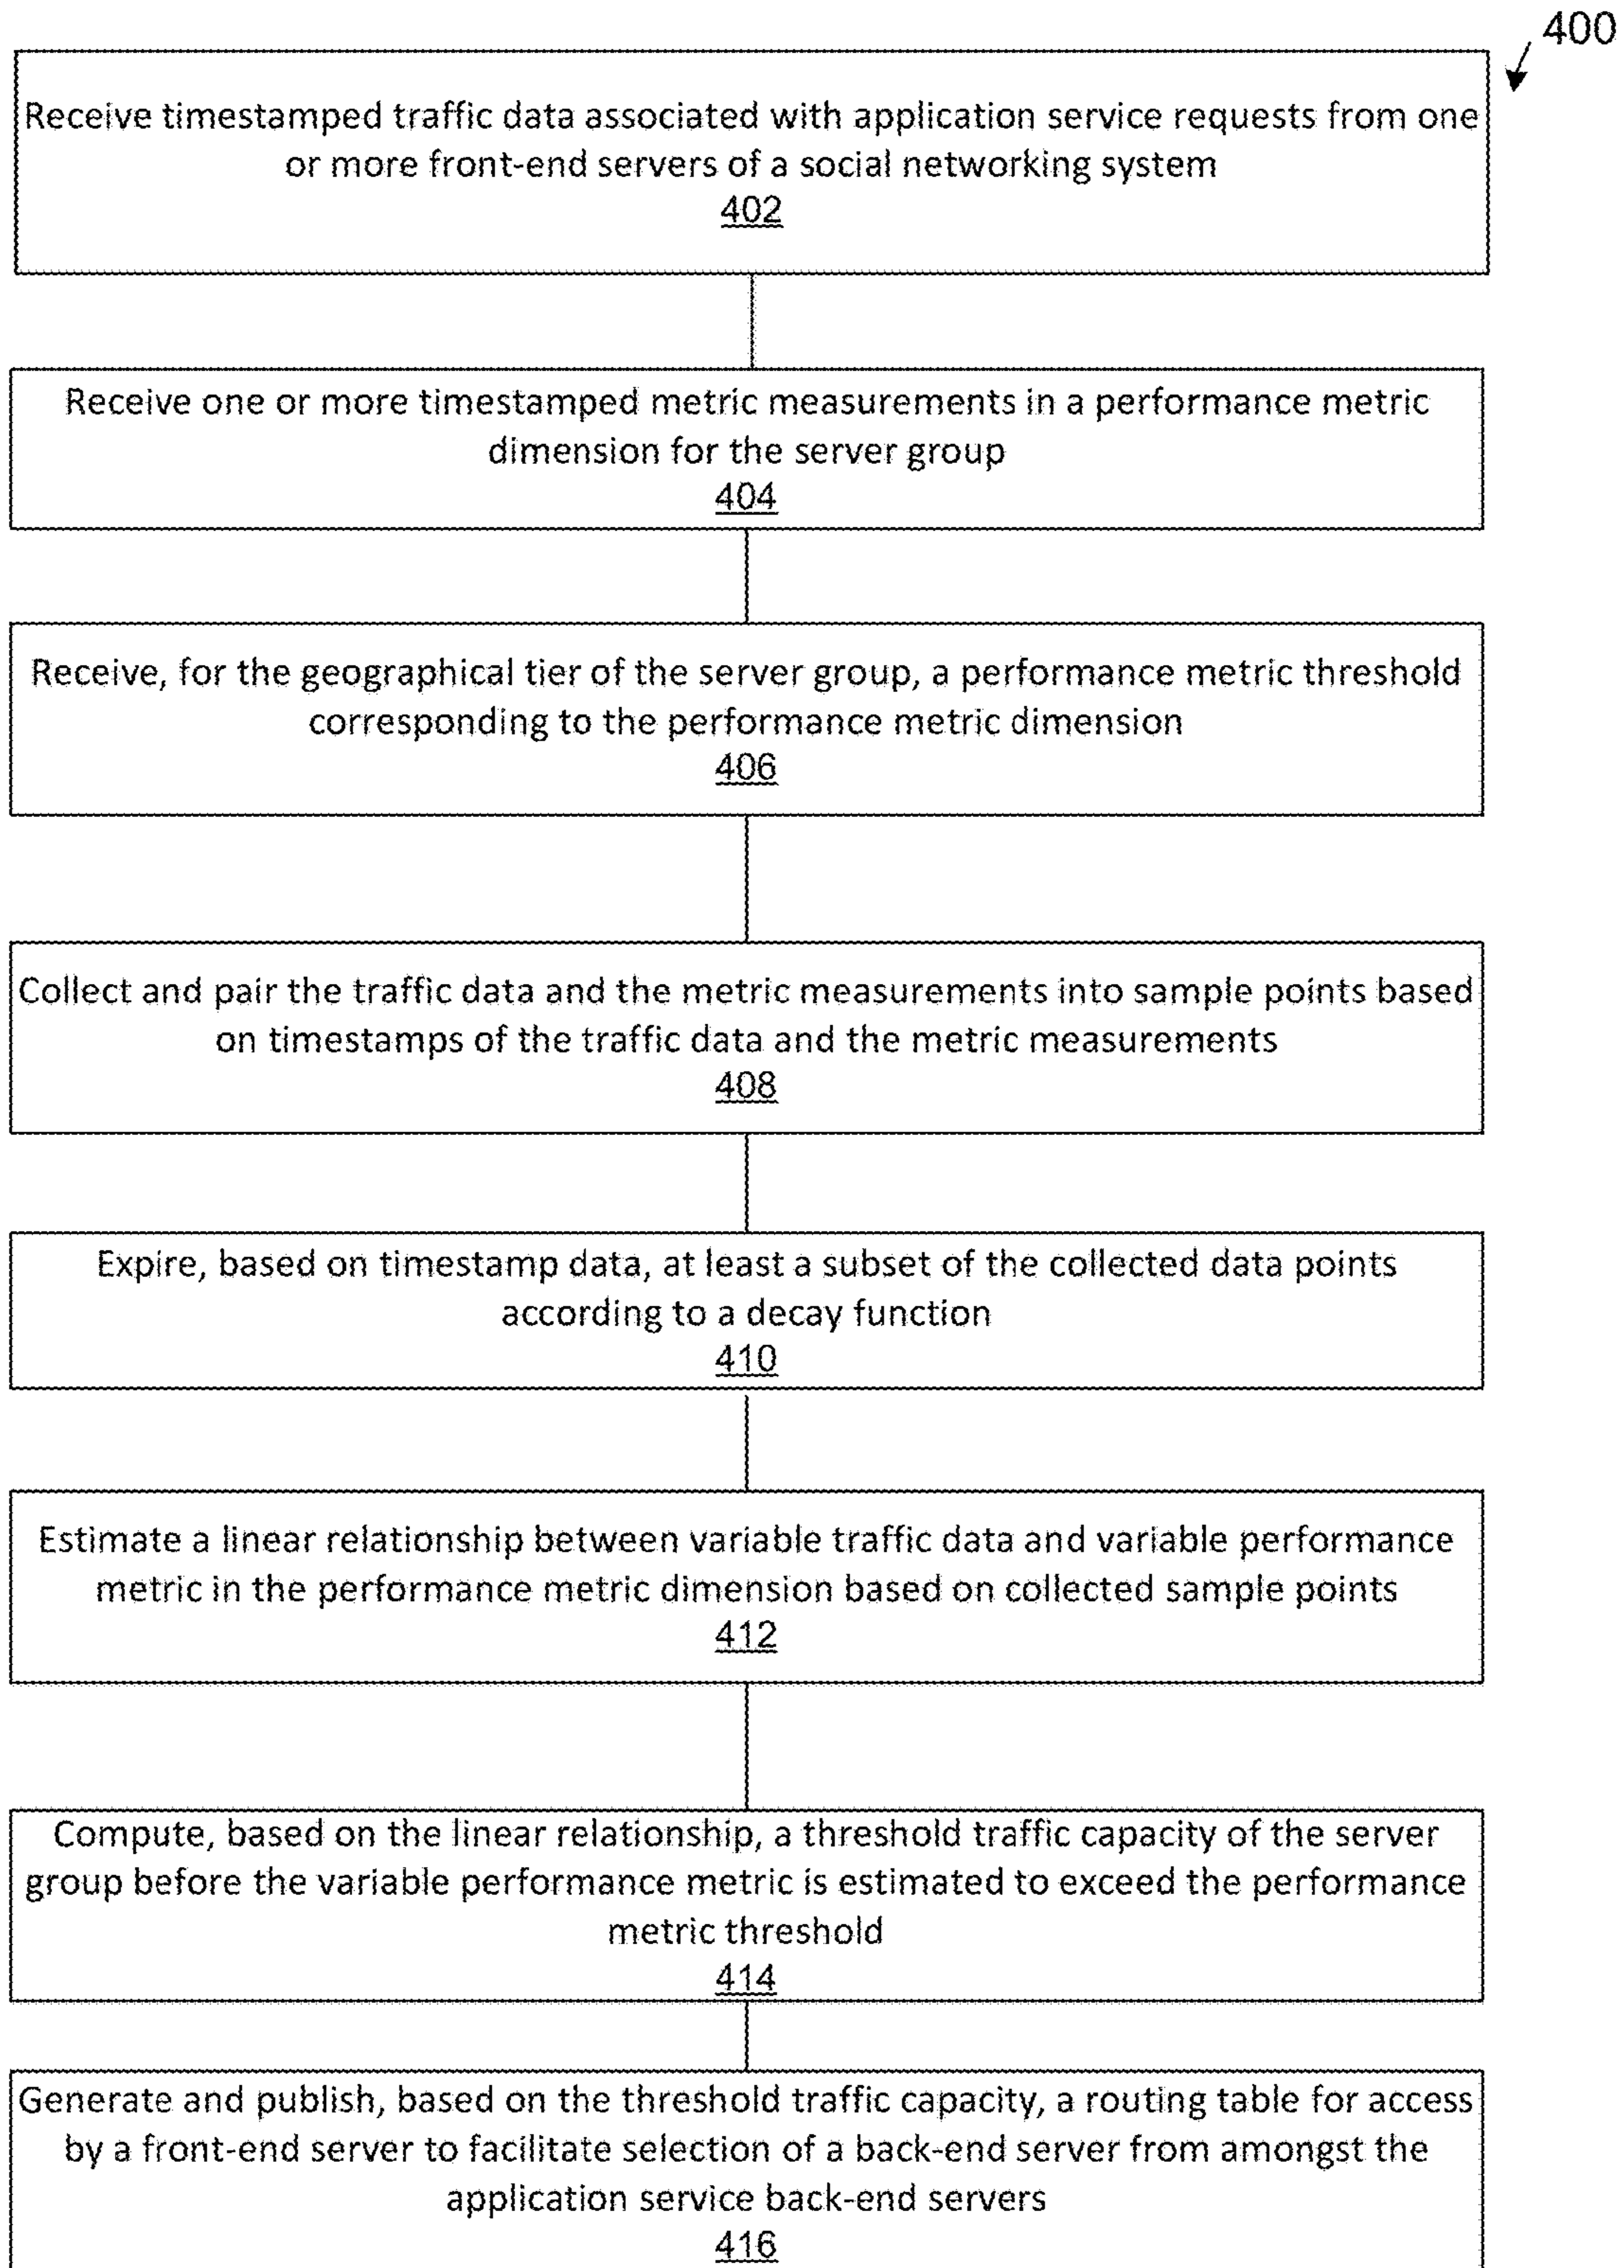 400
Receive timestamped traffic data associated with application service requests from one
or more front-end servers of a social networking system
402
Receive one or more timestamped metric measurements in a performance metric
dimension for the server group
404
Receive, for the geographical tier of the server group, a performance metric threshold
corresponding to the performance metric dimension
406
Collect and pair the traffic data and the metric measurements into sample points based
on timestamps of the traffic data and the metric measurements
408
Expire, based on timestamp data, at least a subset of the collected data points
according to a decay function
410
Estimate a linear relationship between variable traffic data and variable performance
metric in the performance metric dimension based on collected sample points
412
Compute, based on the linear relationship, a threshold traffic capacity of the server
group before the variable performance metric is estimated to exceed the performance
metric threshold
414
Generate and publish, based on the threshold traffic capacity, a routing table for access
by a front-end server to facilitate selection of a back-end server from amongst the
application service back-end servers
416